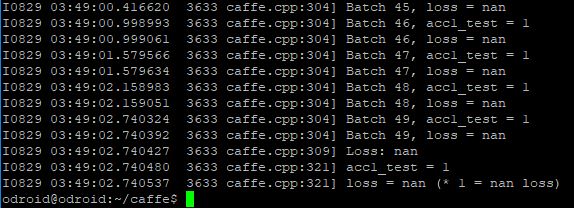 I0829 03:49:00.416620  3633 caffe.cpp:304] Batch 45, loss = nan
I0829 03:49:00.998993  3633 caffe.cpp:304] Batch 46, acc1_test = 1
I0829 03:49:00.999061  3633 caffe.cpp:304] Batch 46, loss = nan
I0829 03:49:01.579566  3633 caffe.cpp:304] Batch 47, acc1_test = 1
I0829 03:49:01.579634  3633 caffe.cpp:304] Batch 47, loss = nan
I0829 03:49:02.158983  3633 caffe.cpp:304] Batch 48, acc1_test = 1
I0829 03:49:02.159051  3633 caffe.cpp:304] Batch 48, loss = nan
I0829 03:49:02.740324  3633 caffe.cpp:304] Batch 49, acc1_test = 1
I0829 03:49:02.740392  3633 caffe.cpp:304] Batch 49, loss = nan
I0829 03:49:02.740427  3633 caffe.cpp:309] Loss: nan
I0829 03:49:02.740480  3633 caffe.cpp:321] acc1_test = 1
I0829 03:49:02.740537  3633 caffe.cpp:321] loss = nan (* 1 = nan loss)
odroid@odroid:~/caffe$